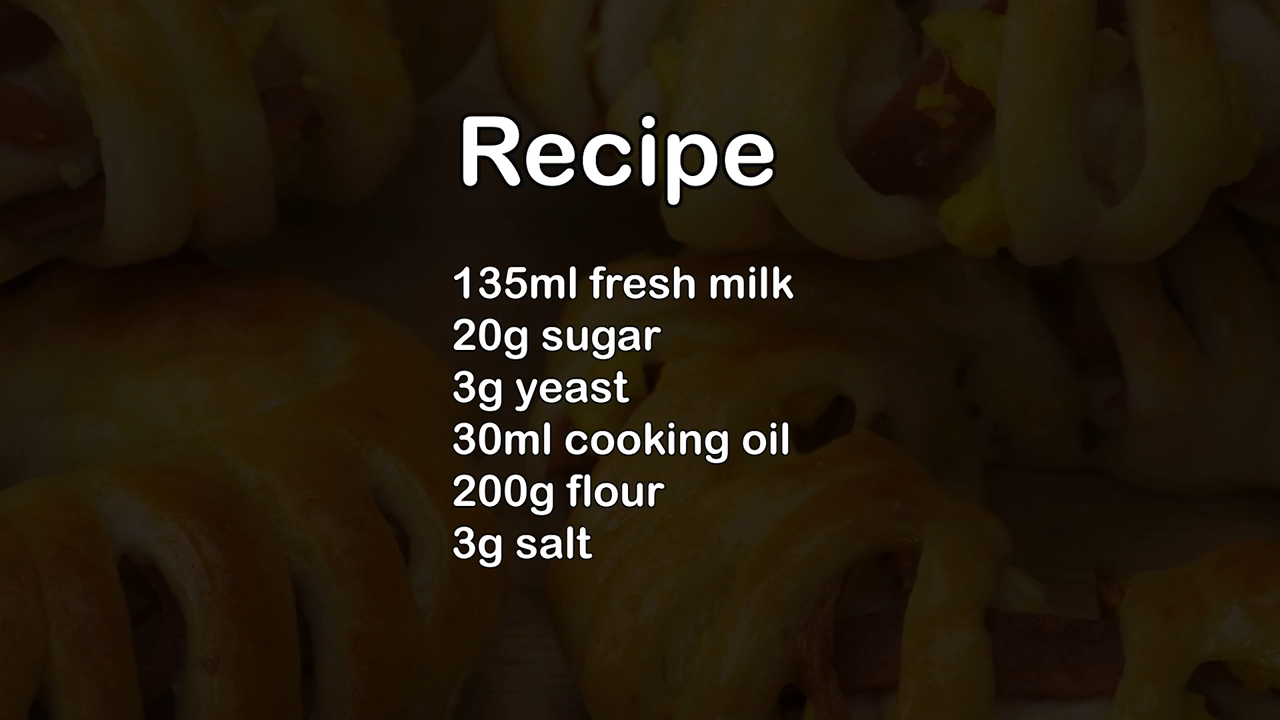 Recipe
135ml fresh milk
20g sugar
3g yeast
30ml cooking oil
200g flour
3g salt